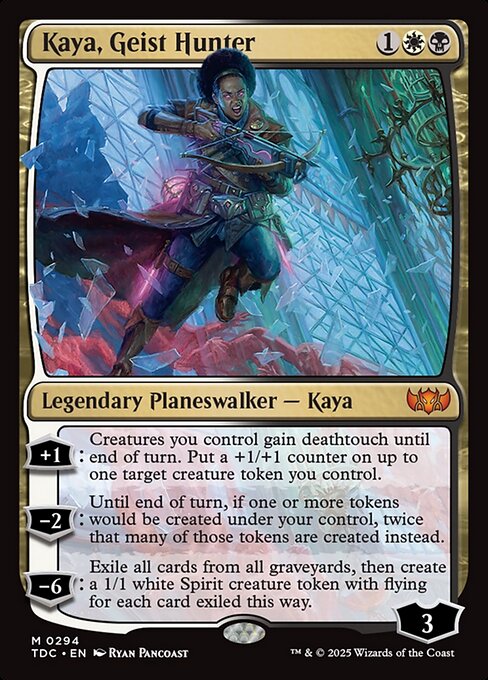 Kaya, Geist Hunter 1
Legendary Planeswalker — Kaya
+1: Creatures you control gain deathtouch until
end of turn. Put a +1/+1 counter on up to
one target creature token you control.
−2: Until end of turn, if one or more tokens
would be created under your control, twice
that many of those tokens are created instead.
−6: Exile all cards from all graveyards, then create
a 1/1 white Spirit creature token with flying
for each card exiled this way.
3
M 0294
TDC • EN RYAN PANCOAST
™ & © 2025 Wizards of the Coast